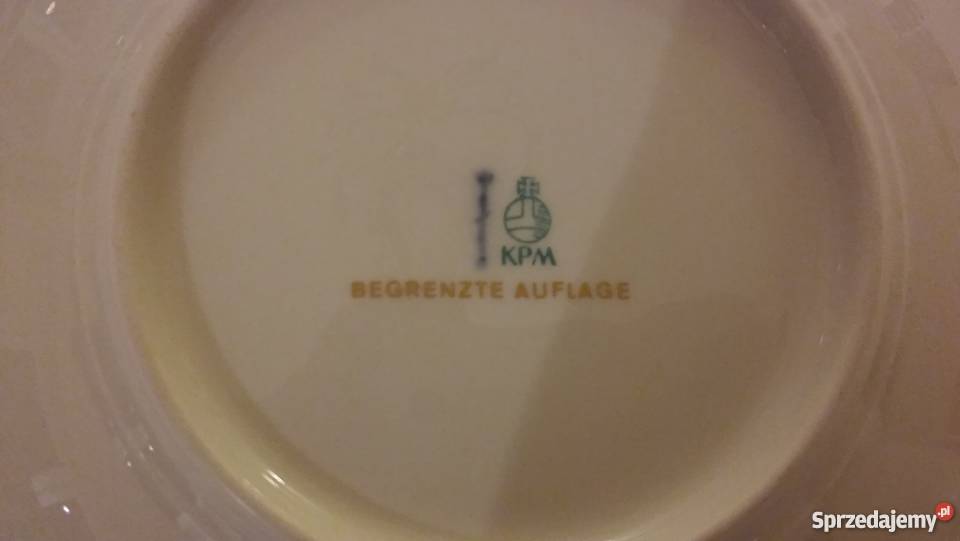 KPM
BEGRENZTE AUFLAGE
Sprzedajemy.pl